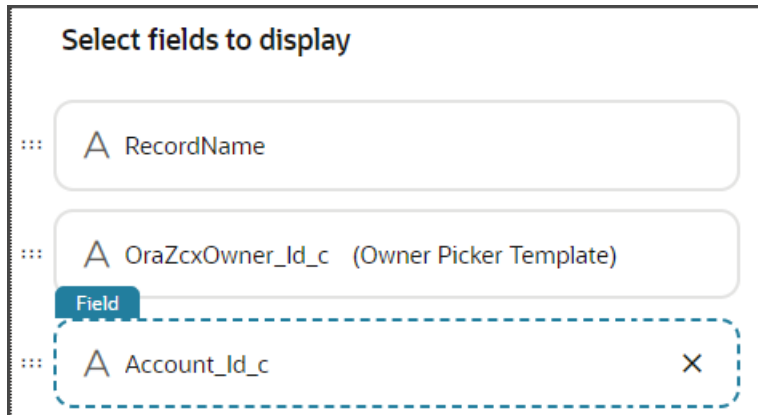 Select fields to display
A RecordName
A OraZcxOwner_Id_c (Owner Picker Template)
Field
A Account_Id_c